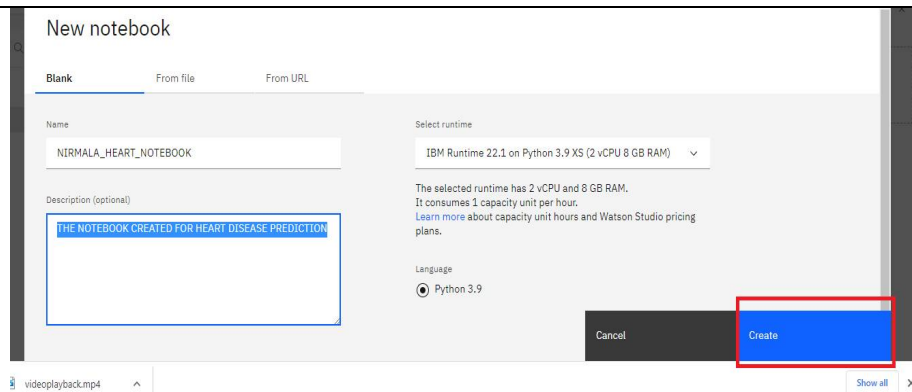 New notebook
Blank
From file
From URL
Name
NIRMALA_HEART_NOTEBOOK
Description (optional)
THE NOTEBOOK CREATED FOR HEART DISEASE PREDICTION
Select runtime
IBM Runtime 22.1 on Python 3.9 XS (2 vCPU 8 GB RAM)
The selected runtime has 2 vCPU and 8 GB RAM.
It consumes 1 capacity unit per hour.
Learn more about capacity unit hours and Watson Studio pricing
plans.
Language
Python 3.9
Cancel
Create
videoplayback.mp4
Show all